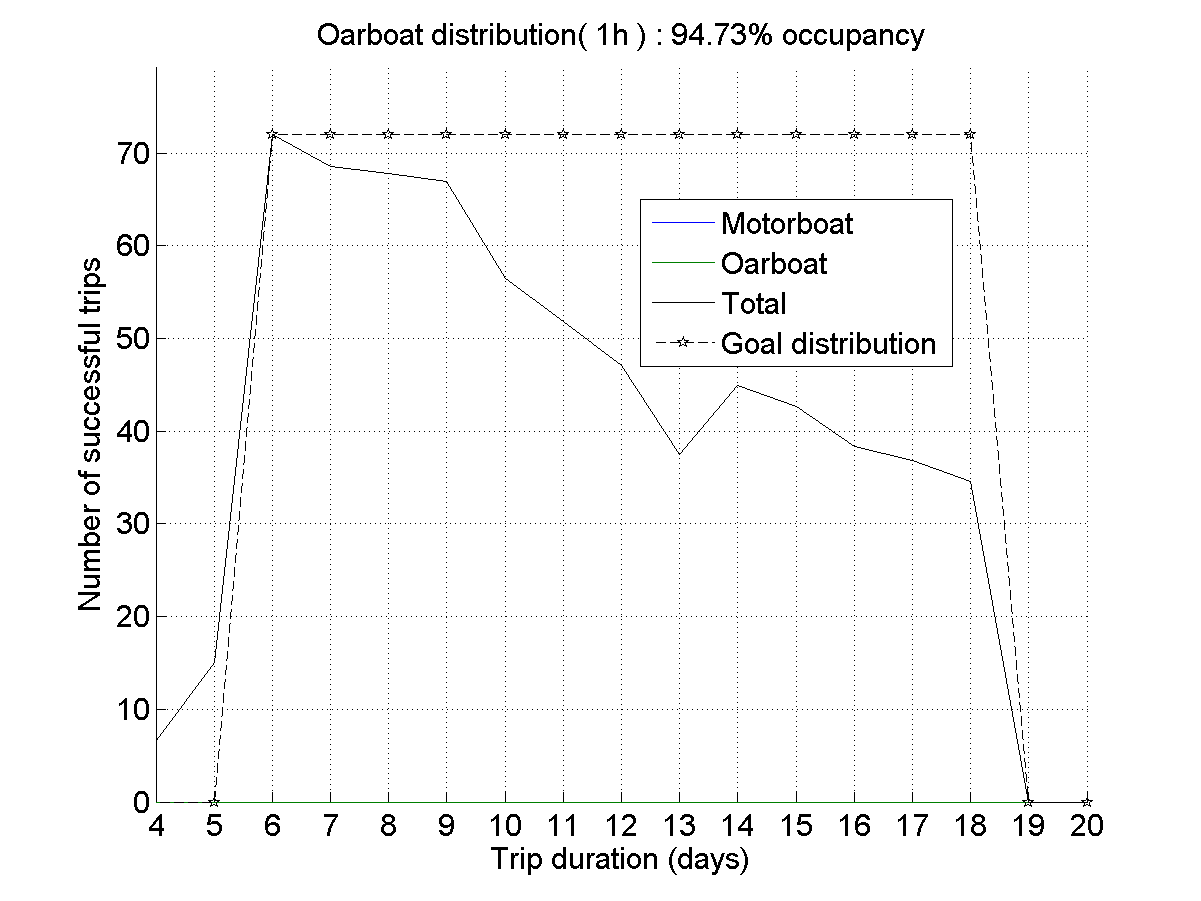 Oarboat distribution( 1h ) : 94.73% occupancy
Number of successful trips
70
60
50
40
30
20
10
0
Motorboat
Oarboat
Total
Goal distribution
4 5 6 7 8 9 10 11 12 13 14 15 16 17 18 19 20
Trip duration (days)